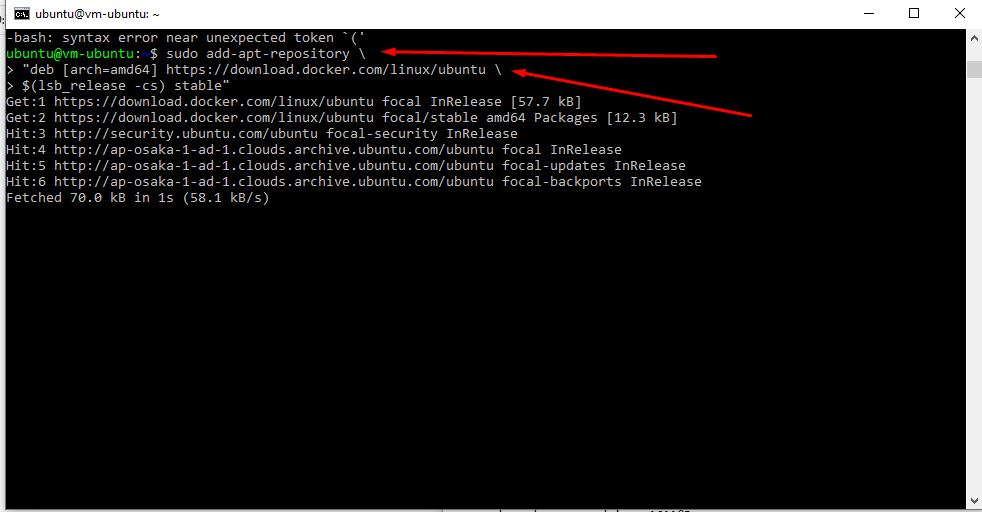 ubuntu@vm-ubuntu: ~
-bash: syntax error near unexpected token `('
ubuntu@vm-ubuntu:~$ sudo add-apt-repository \
> "deb [arch=amd64] https://download.docker.com/linux/ubuntu \
> $(lsb_release -cs) stable"
Get:1 https://download.docker.com/linux/ubuntu focal InRelease [57.7 kB]
Get:2 https://download.docker.com/linux/ubuntu focal/stable amd64 Packages [12.3 kB]
Hit:3 http://security.ubuntu.com/ubuntu focal-security InRelease
Hit:4 http://ap-osaka-1-ad-1.clouds.archive.ubuntu.com/ubuntu focal InRelease
Hit:5 http://ap-osaka-1-ad-1.clouds.archive.ubuntu.com/ubuntu focal-updates InRelease
Hit:6 http://ap-osaka-1-ad-1.clouds.archive.ubuntu.com/ubuntu focal-backports InRelease
Fetched 70.0 kB in 1s (58.1 kB/s)